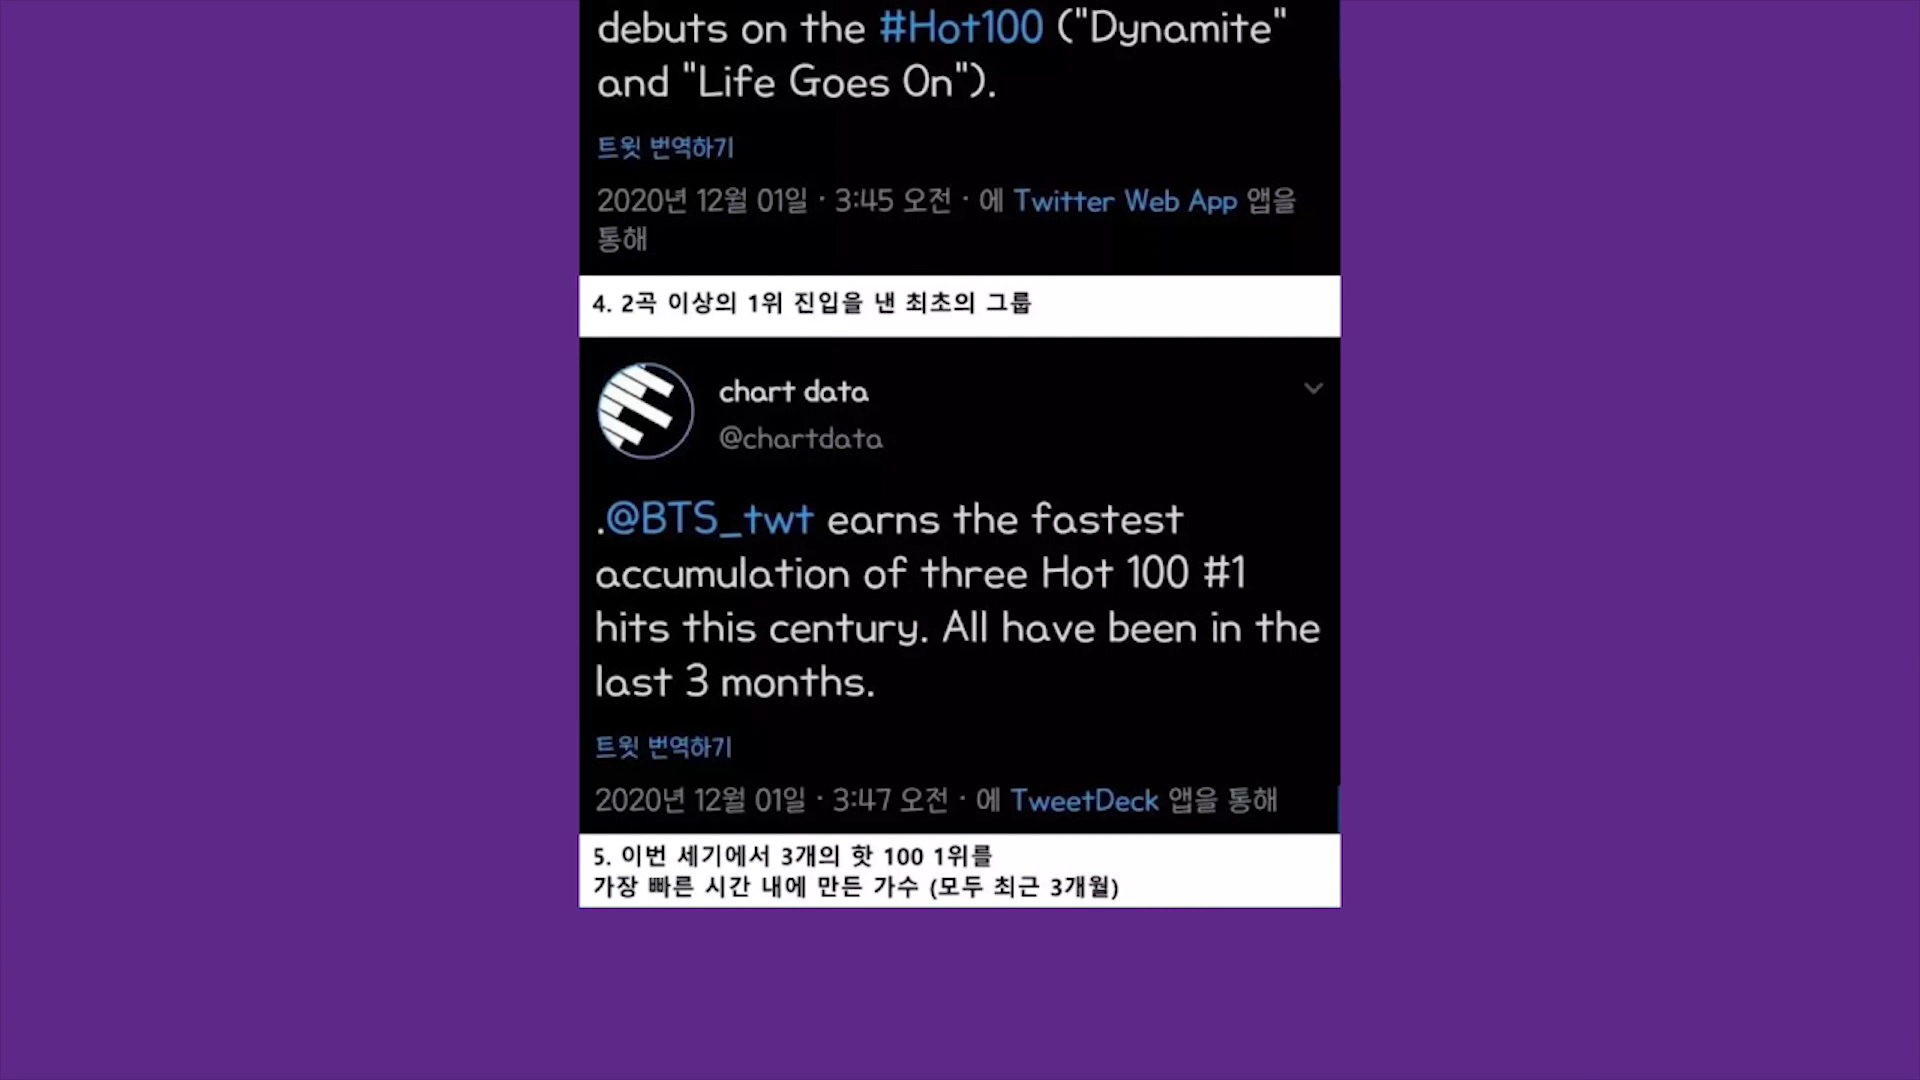 debuts on the #Hot100 ("Dynamite"
and "Life Goes On").
트윗 번역하기
2020년 12월 01일 · 3:45 오전 · 에 Twitter Web App 앱을
통해
4. 2곡 이상의 1위 진입을 낸 최초의 그룹
chart data
@chartdata
.@BTS_twt earns the fastest
accumulation of three Hot 100 #1
hits this century. All have been in the
last 3 months.
트윗 번역하기
2020년 12월 01일 · 3:47 오전 · 에 TweetDeck 앱을 통해
5. 이번 세기에서 3개의 핫 100 1위를
가장 빠른 시간 내에 만든 가수 (모두 최근 3개월)